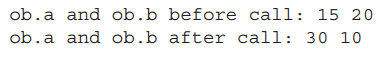 ob.a and ob.b before call: 15 20
ob.a and ob.b after call: 30 10